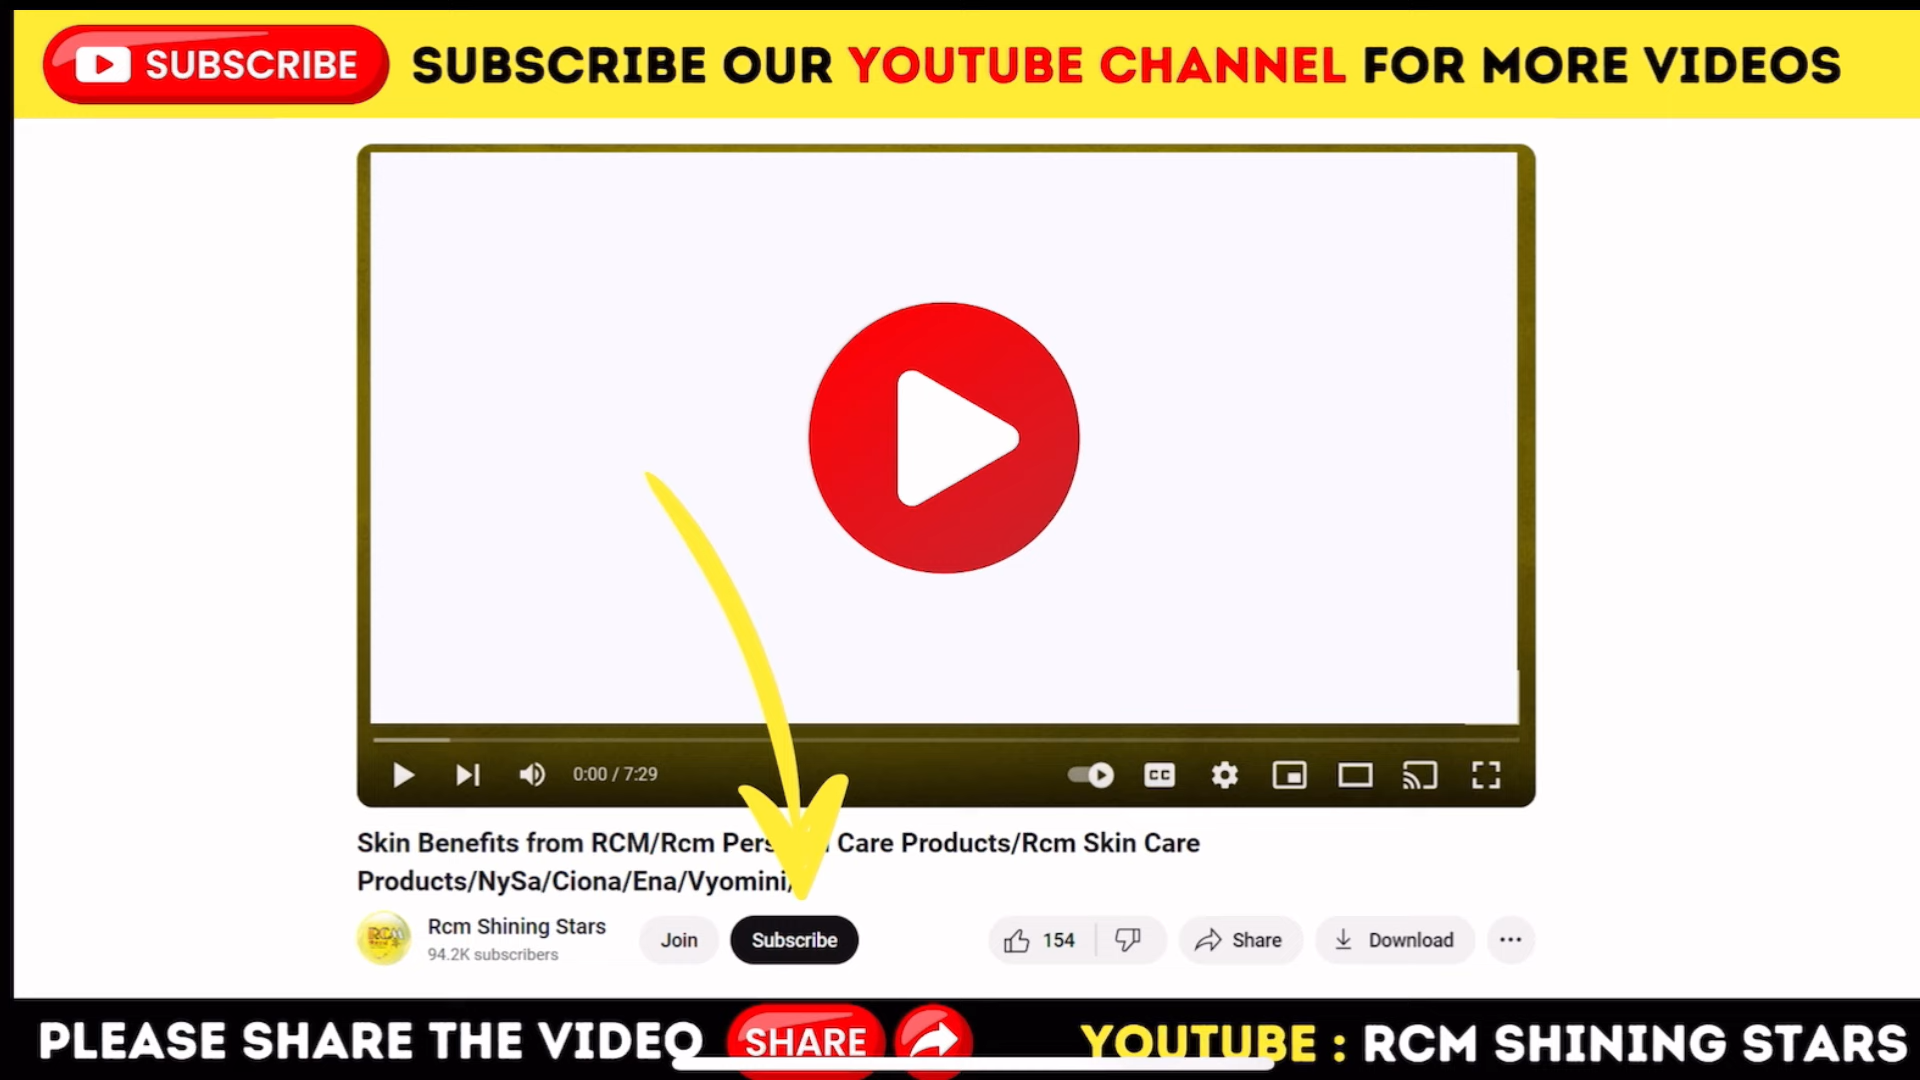 SUBSCRIBE SUBSCRIBE OUR YOUTUBE CHANNEL FOR MORE VIDEOS
0:00 / 7:29 CC
Skin Benefits from RCM/Rcm Pers Care Products/Rcm Skin Care
Products/NySa/Ciona/Ena/Vyomini/
RCM
Rcm Shining Stars
94.2K subscribers
Join Subscribe 154 Share Download
PLEASE SHARE THE VIDEO SHARE YOUTUBE : RCM SHINING STARS